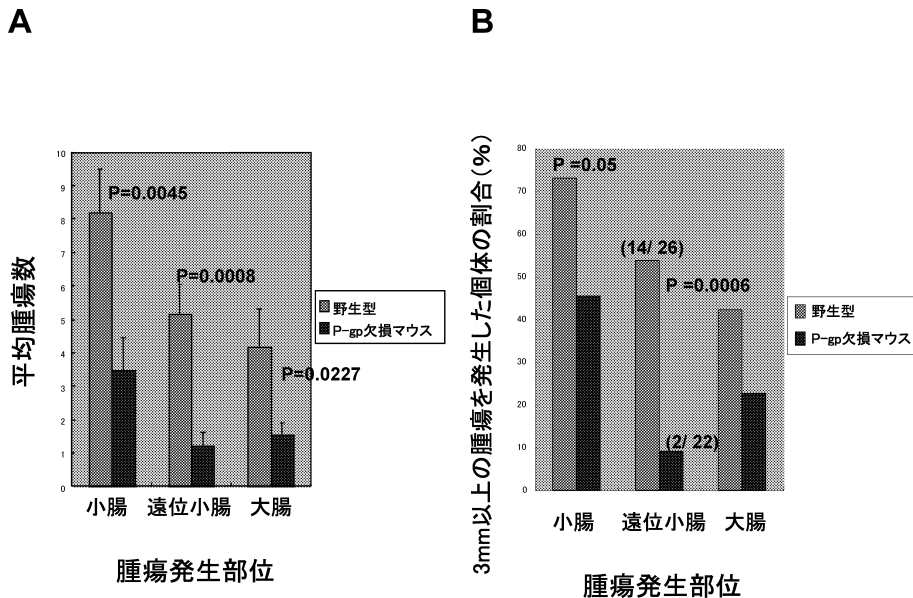 A
平均腫瘍数
10
9
8
7
6
5
4
3
2
1
0
P=0.0045
P=0.0008
P=0.0227
小腸 遠位小腸 大腸
腫瘍発生部位
野生型
P-gp欠損マウス
B
3mm以上の腫瘍を発生した個体の割合(%)
80
70
60
50
40
30
20
10
0
P =0.05
(14/ 26)
P =0.0006
(2/ 22)
小腸 遠位小腸 大腸
腫瘍発生部位
野生型
P-gp欠損マウス